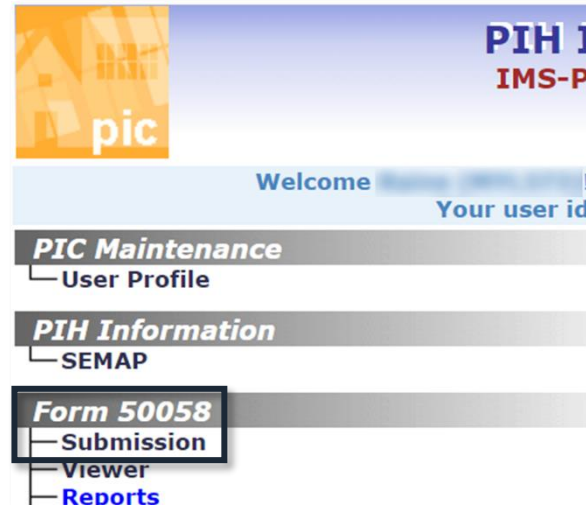 pic
PIH I
IMS-P
Welcome
Your user id
PIC Maintenance
User Profile
PIH Information
SEMAP
Form 50058
Submission
Viewer
Reports